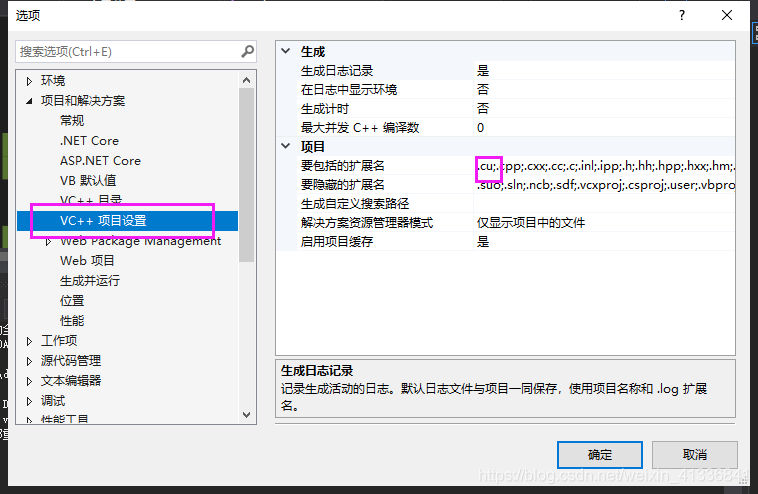 选项
搜索选项(Ctrl+E)
环境
项目和解决方案
常规
.NET Core
ASP.NET Core
VB 默认值
VC++ 目录
VC++ 项目设置
Web Package Management
Web 项目
生成并运行
位置
性能
工作项
源代码管理
文本编辑器
调试
性能工具
生成
生成日志记录 是
在日志中显示环境 否
生成计时 否
最大并发 C++ 编译数 0
项目
要包括的扩展名 .cu;.cpp;.cxx;.cc;.c;.inl;.ipp;.h;.hh;.hpp;.hxx;.hm;.
要隐藏的扩展名 .suo;.sln;.ncb;.sdf;.vcxproj;.csproj;.user;.vbpro
生成自定义搜索路径
解决方案资源管理器模式 仅显示项目中的文件
启用项目缓存 是
生成日志记录
记录生成活动的日志。默认日志文件与项目一同保存，使用项目名称和 .log 扩展
名。
确定 取消
https://blog.csdn.net/weixin_41336841